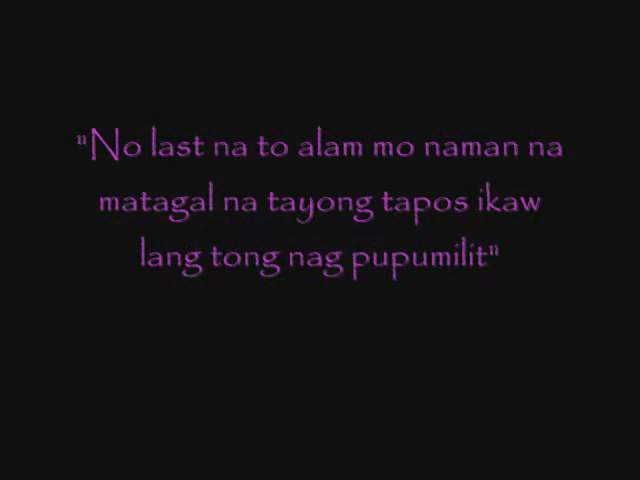 "No last na to alam mo naman na
matagal na tayong tapos ikaw
lang tong nag pupumilit"